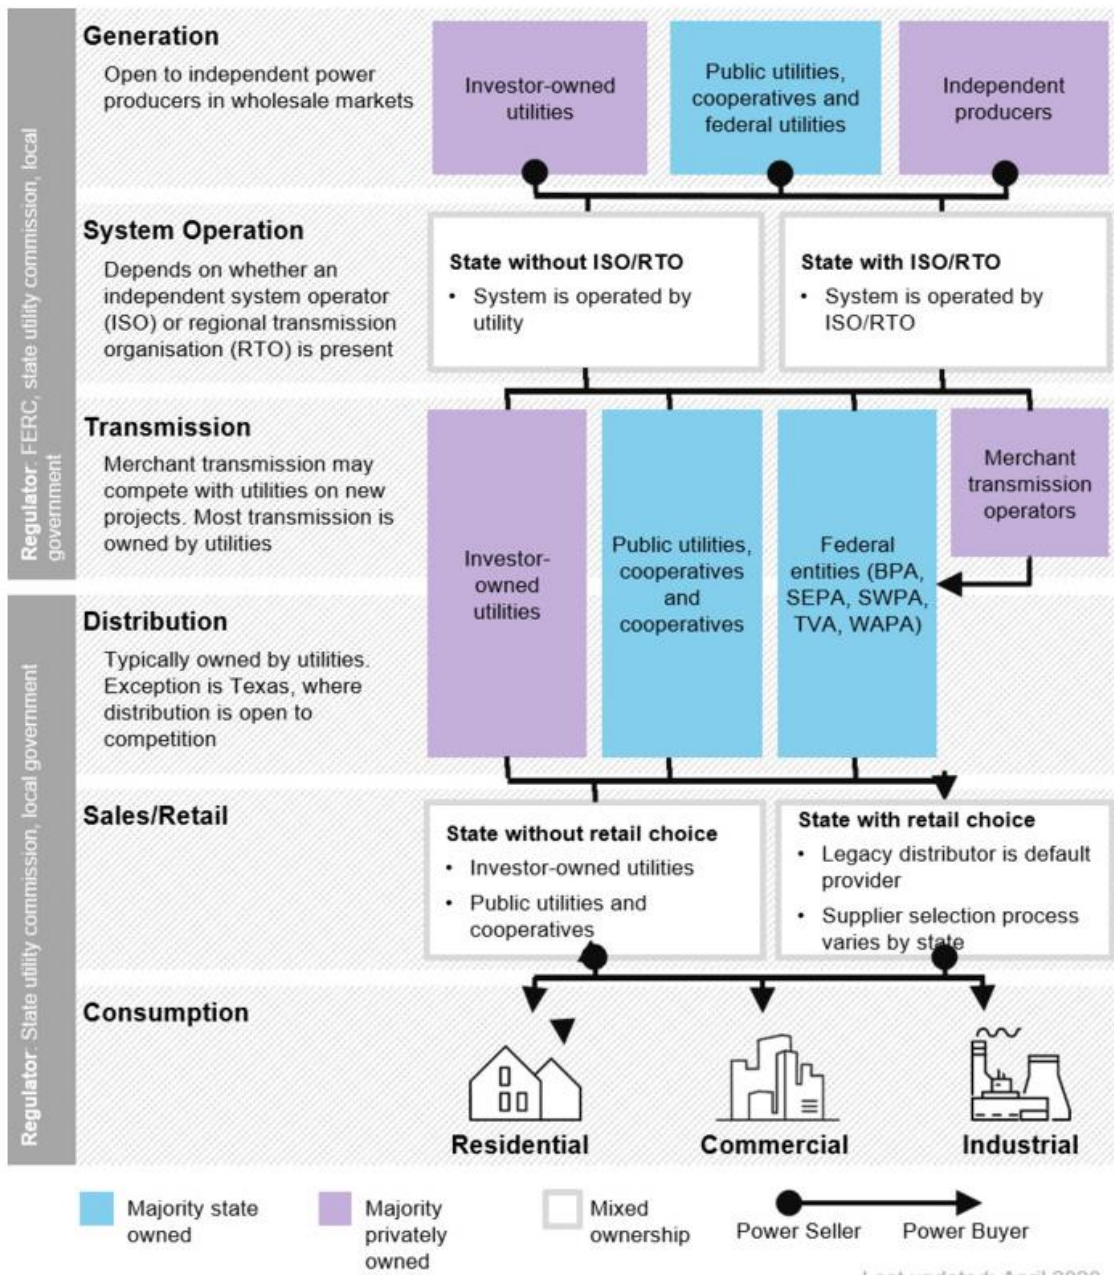 Generation
Open to independent power
producers in wholesale markets
Investor-owned
utilities
Public utilities,
cooperatives and
federal utilities
Independent
producers
System Operation
Depends on whether an
independent system operator
(ISO) or regional transmission
organisation (RTO) is present
State without ISO/RTO
• System is operated by
utility
State with ISO/RTO
• System is operated by
ISO/RTO
Transmission
Merchant transmission may
compete with utilities on new
projects. Most transmission is
owned by utilities
Merchant
transmission
operators
Investor-
owned
utilities
Public utilities,
cooperatives
and
cooperatives
Federal
entities (BPA,
SEPA, SWPA,
TVA, WAPA)
Regulator: FERC, state utility commission, local
government
Distribution
Typically owned by utilities.
Exception is Texas, where
distribution is open to
competition
Sales/Retail
State without retail choice
• Investor-owned utilities
• Public utilities and
cooperatives
State with retail choice
• Legacy distributor is default
provider
• Supplier selection process
varies by state
Consumption
Residential
Commercial
Industrial
Regulator: State utility commission, local government
Majority state
owned
Majority
privately
owned
Mixed
ownership
Power Seller
Power Buyer